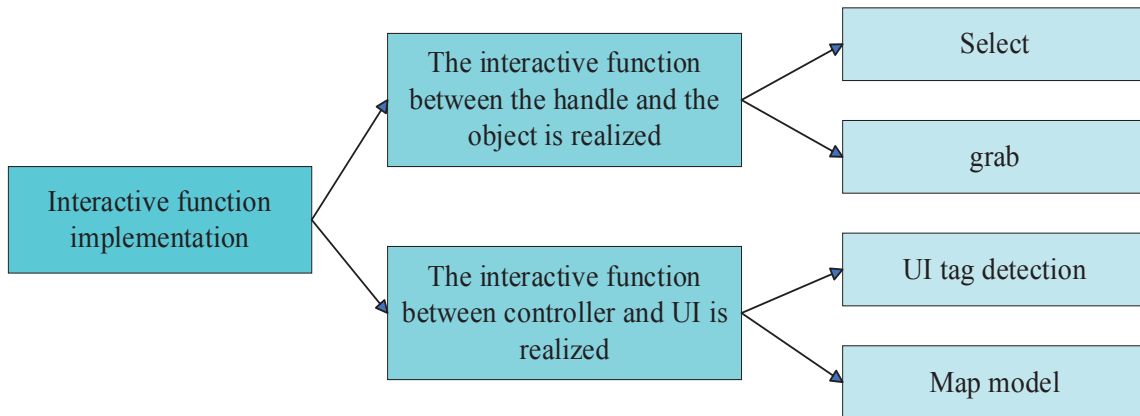 Interactive function
implementation
The interactive function
between the handle and the
object is realized
The interactive function
between controller and UI is
realized
Select
grab
UI tag detection
Map model